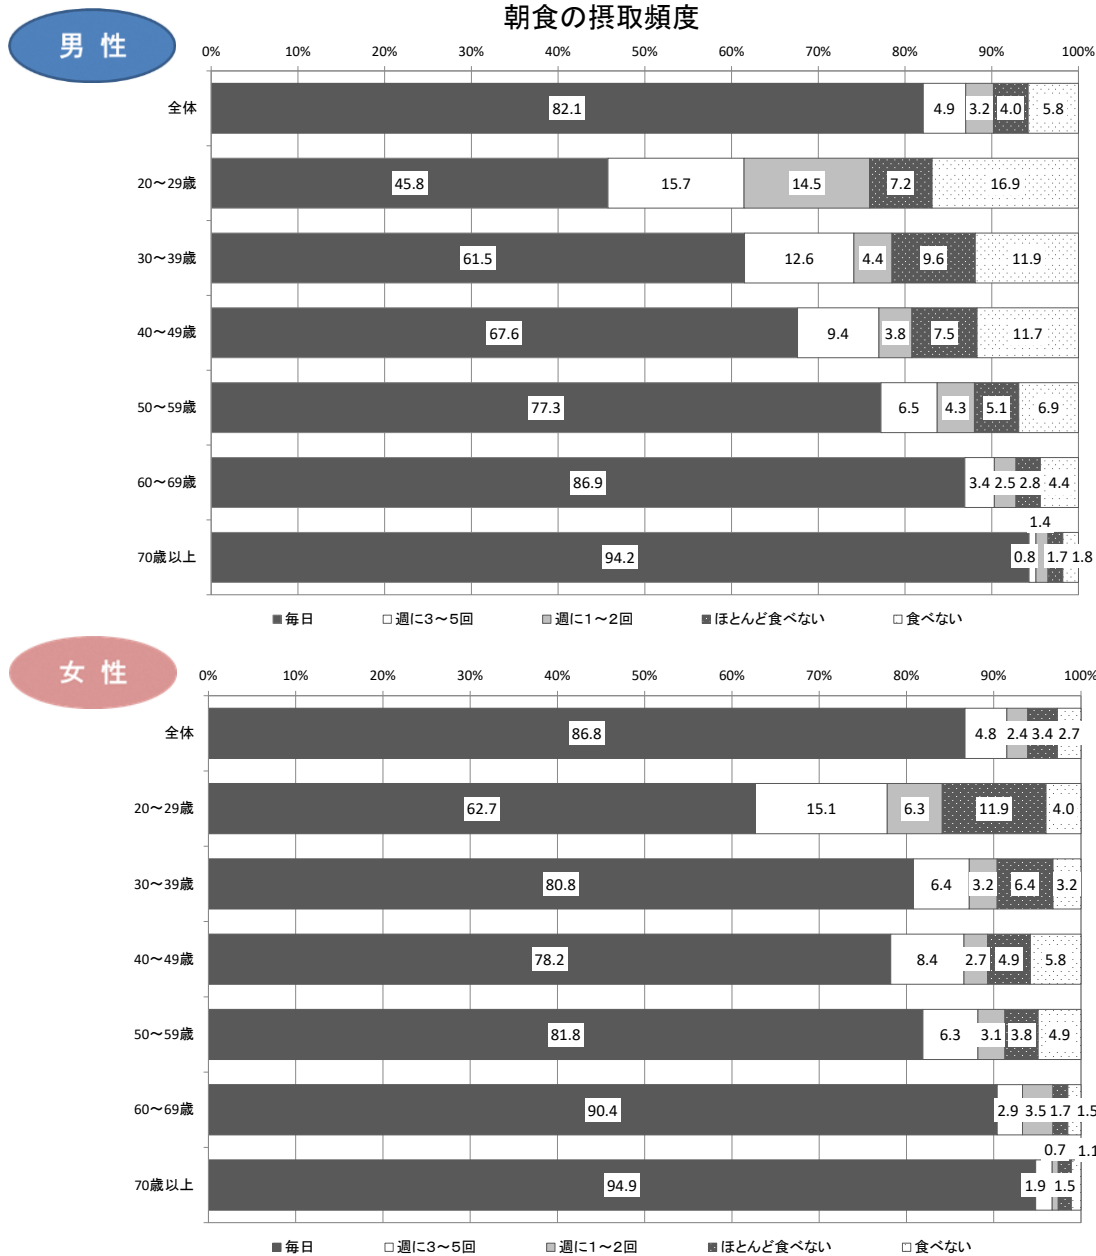 朝食の摂取頻度
男 性
0% 10% 20% 30% 40% 50% 60% 70% 80% 90% 100%
全体 82.1 4.9 3.2 4.0 5.8
20～29歳 45.8 15.7 14.5 7.2 16.9
30～39歳 61.5 12.6 4.4 9.6 11.9
40～49歳 67.6 9.4 3.8 7.5 11.7
50～59歳 77.3 6.5 4.3 5.1 6.9
60～69歳 86.9 3.4 2.5 2.8 4.4
70歳以上 94.2 0.8 1.4 1.7 1.8
毎日 週に3～5回 週に1～2回 ほとんど食べない 食べない
女 性
0% 10% 20% 30% 40% 50% 60% 70% 80% 90% 100%
全体 86.8 4.8 2.4 3.4 2.7
20～29歳 62.7 15.1 6.3 11.9 4.0
30～39歳 80.8 6.4 3.2 6.4 3.2
40～49歳 78.2 8.4 2.7 4.9 5.8
50～59歳 81.8 6.3 3.1 3.8 4.9
60～69歳 90.4 2.9 3.5 1.7 1.5
70歳以上 94.9 1.9 0.7 1.5 1.1
毎日 週に3～5回 週に1～2回 ほとんど食べない 食べない